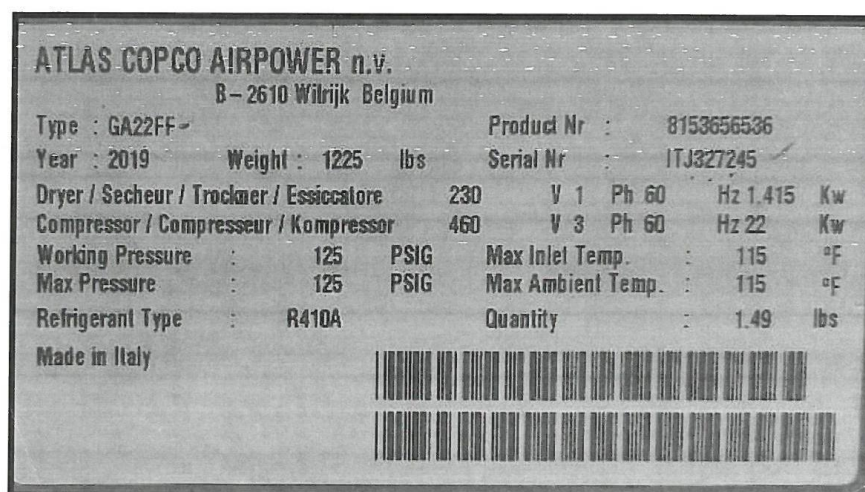 ATLAS COPCO AIRPOWER n.v.
B – 2610 Wilrijk Belgium
Type : GA22FF- Product Nr : 8153656536
Year : 2019 Weight : 1225 lbs Serial Nr : ITJ327245
Dryer / Secheur / Trockner / Essiccatore 230 V 1 Ph 60 Hz 1.415 Kw
Compressor / Compresseur / Kompressor 460 V 3 Ph 60 Hz 22 Kw
Working Pressure : 125 PSIG Max Inlet Temp. : 115 °F
Max Pressure : 125 PSIG Max Ambient Temp. : 115 °F
Refrigerant Type : R410A Quantity : 1.49 lbs
Made in Italy